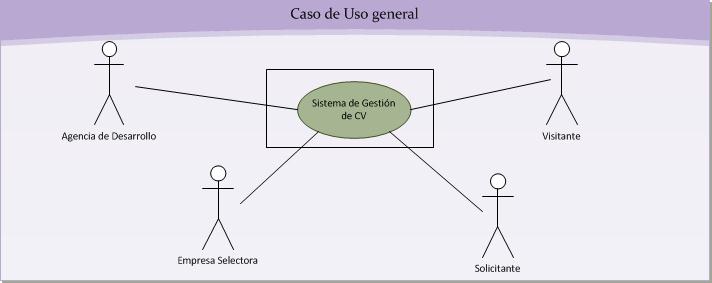 Caso de Uso general
Sistema de Gestión
de CV
Agencia de Desarrollo
Visitante
Empresa Selectora
Solicitante